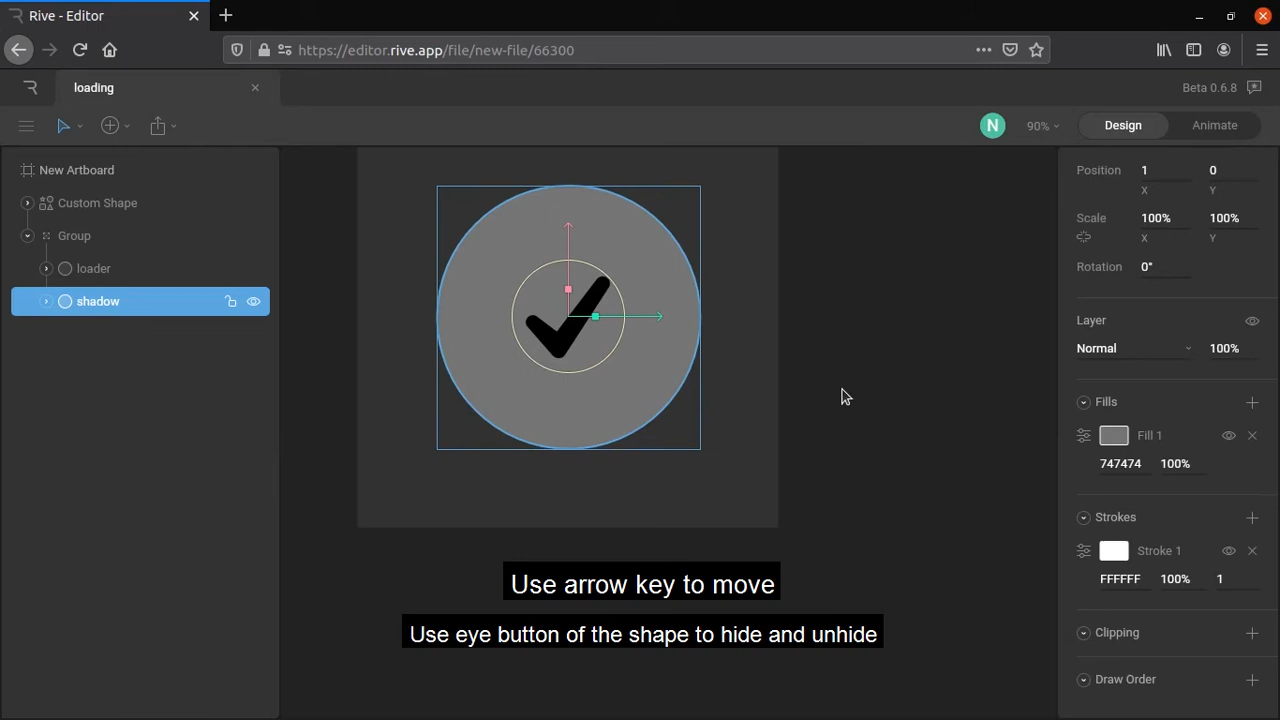 Rive - Editor
https://editor.rive.app/file/new-file/66300
loading
Beta 0.6.8
N
90%
Design
Animate
New Artboard
Custom Shape
Group
loader
shadow
Position
1
0
X
Y
Scale
100%
100%
X
Y
Rotation
0°
Layer
Normal
100%
Fills
Fill 1
747474
100%
Strokes
Stroke 1
FFFFFF
100%
1
Clipping
Draw Order
Use arrow key to move
Use eye button of the shape to hide and unhide